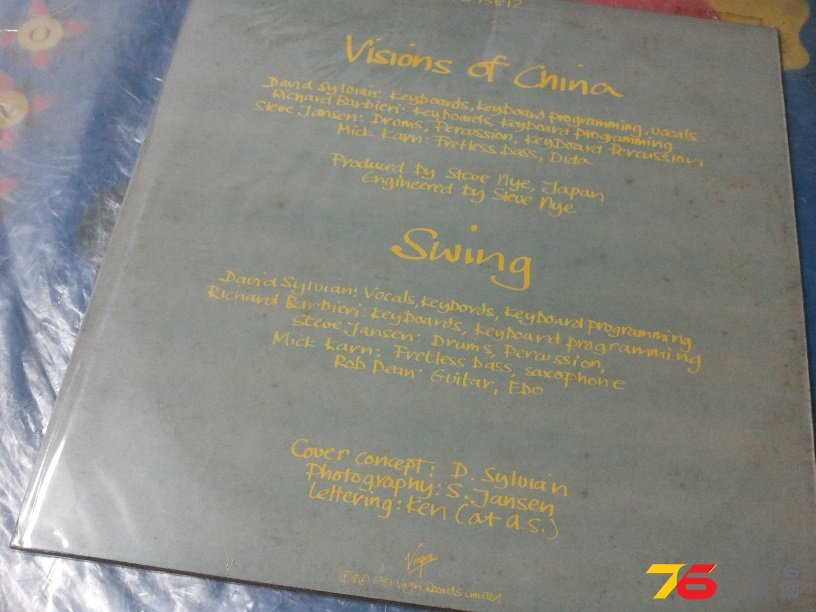 Visions of China
David Sylvian: Keyboards, Keyboard programming, vocals
Richard Barbieri: Keyboards, Keyboard programming
Steve Jansen: Drums, Percussion, Keyboard Percussion
Mick Karn: Fretless bass, Dida
Produced by Steve Nye, Japan
Engineered by Steve Nye
Swing
David Sylvian: Vocals, Keybords, Keyboard programming
Richard Barbieri: Keyboards, Keyboard programming
Steve Jansen: Drums, Percussion,
Mick Karn: Fretless bass, saxophone
Rob Dean: Guitar, EBO
Cover concept: D. Sylvian
Photography: S. Jansen
Lettering: Ken (at a.s.)
Virgin
1981 Virgin Records Limited
76